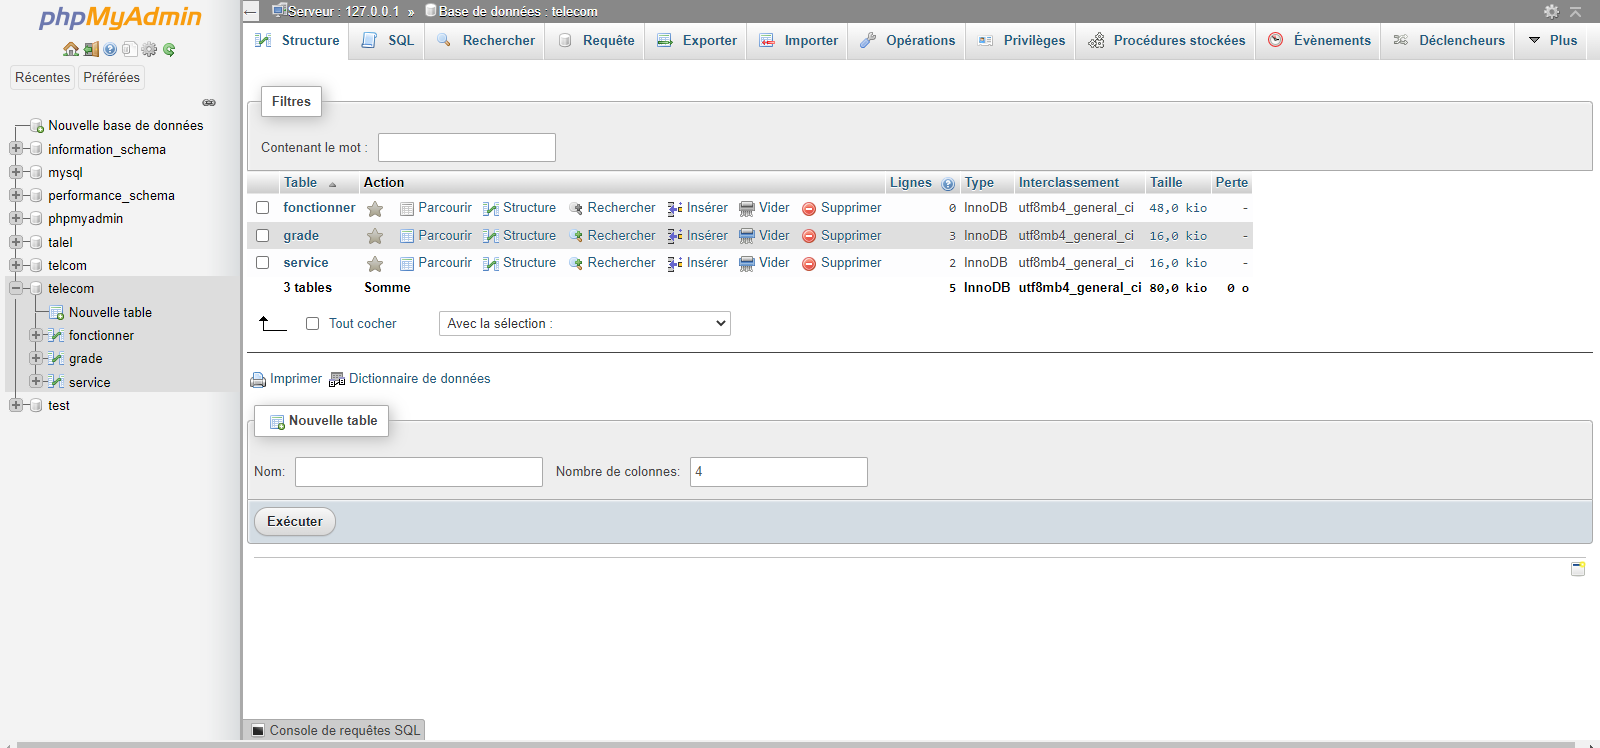 phpMyAdmin
Récentes Préférées
Nouvelle base de données
information_schema
mysql
performance_schema
phpmyadmin
talel
telcom
telecom
Nouvelle table
fonctionner
grade
service
test
Serveur : 127.0.0.1 » Base de données : telecom
Structure SQL Rechercher Requête Exporter Importer Opérations Privilèges Procédures stockées Évènements Déclencheurs Plus
Filtres
Contenant le mot :
Table Action Lignes Type Interclassement Taille Perte
fonctionner Parcourir Structure Rechercher Insérer Vider Supprimer 0 InnoDB utf8mb4_general_ci 48,0 kio -
grade Parcourir Structure Rechercher Insérer Vider Supprimer 3 InnoDB utf8mb4_general_ci 16,0 kio -
service Parcourir Structure Rechercher Insérer Vider Supprimer 2 InnoDB utf8mb4_general_ci 16,0 kio -
3 tables Somme 5 InnoDB utf8mb4_general_ci 80,0 kio 0 o
Tout cocher Avec la sélection :
Imprimer Dictionnaire de données
Nouvelle table
Nom: Nombre de colonnes: 4
Exécuter
Console de requêtes SQL